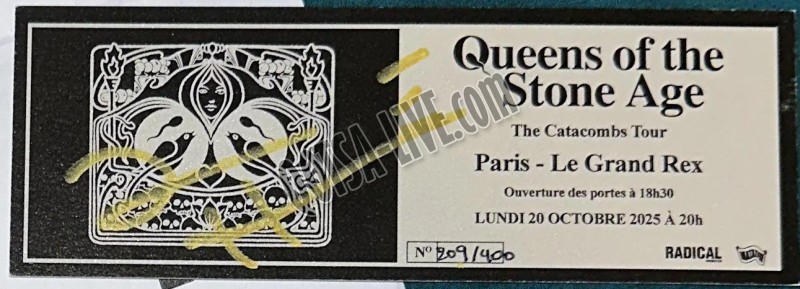 Queens of the
Stone Age
The Catacombs Tour
Paris - Le Grand Rex
Ouverture des portes à 18h30
LUNDI 20 OCTOBRE 2025 À 20h
Nº 209/400
RADICAL